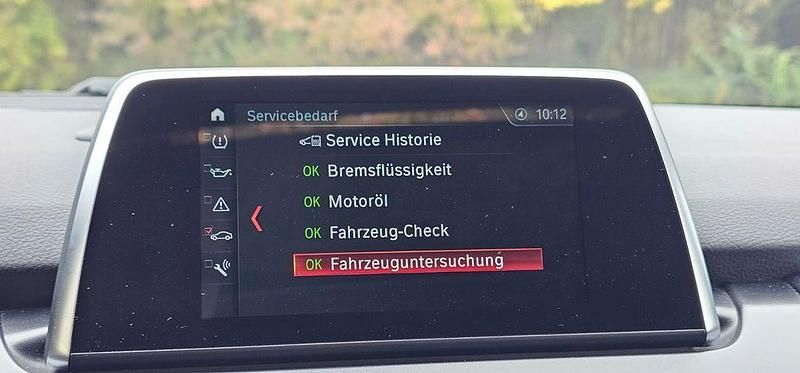 Servicebedarf 10:12
Service Historie
OK Bremsflüssigkeit
OK Motoröl
OK Fahrzeug-Check
OK Fahrzeuguntersuchung